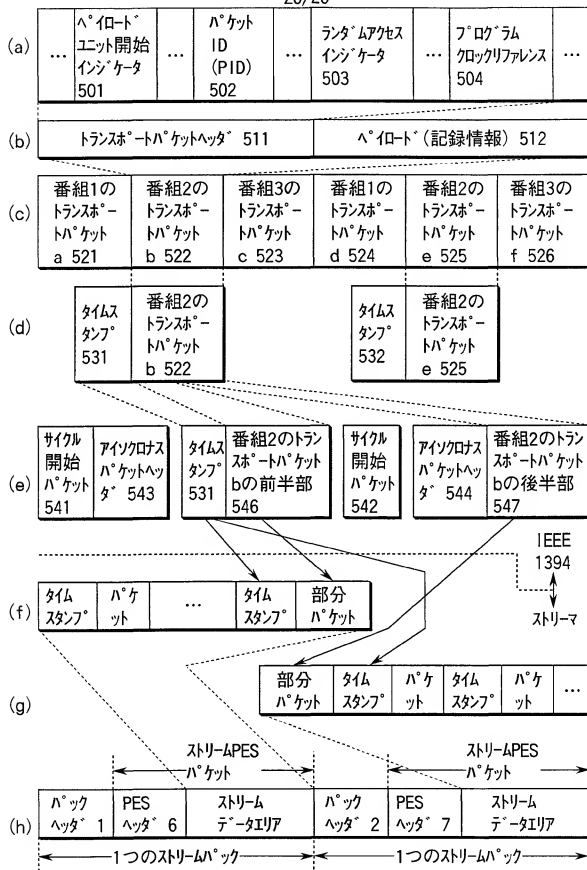 20/26
(a)
…
ペイロード
ユニット開始
インジケータ
501
…
パケット
ID
(PID)
502
…
ランダムアクセス
インジケータ
503
…
プログラム
クロックリファレンス
504
…
(b)
トランスポートパケットヘッダ 511
ペイロード(記録情報) 512
(c)
番組1の
トランスポー
トパケット
a 521
番組2の
トランスポー
トパケット
b 522
番組3の
トランスポー
トパケット
c 523
番組1の
トランスポー
トパケット
d 524
番組2の
トランスポー
トパケット
e 525
番組3の
トランスポー
トパケット
f 526
(d)
タイムス
タンプ
531
番組2の
トランスポー
トパケット
b 522
タイムス
タンプ
532
番組2の
トランスポー
トパケット
e 525
(e)
サイクル
開始
パケット
541
アイソクロナス
パケットヘッ
ダ 543
タイムス
タンプ
531
番組2のトラン
スポートパケット
bの前半部
546
サイクル
開始
パケット
542
アイソクロナス
パケットヘッ
ダ 544
番組2のトラン
スポートパケット
bの後半部
547
IEEE
1394
ストリーマ
(f)
タイム
スタンプ
パケ
ット
…
タイム
スタンプ
部分
パケット
(g)
部分
パケット
タイム
スタンプ
パケ
ット
タイム
スタンプ
パケ
ット
…
ストリームPES
パケット
ストリームPES
パケット
(h)
パック
ヘッダ 1
PES
ヘッダ 6
ストリーム
データエリア
パック
ヘッダ 2
PES
ヘッダ 7
ストリーム
データエリア
1つのストリームパック
1つのストリームパック